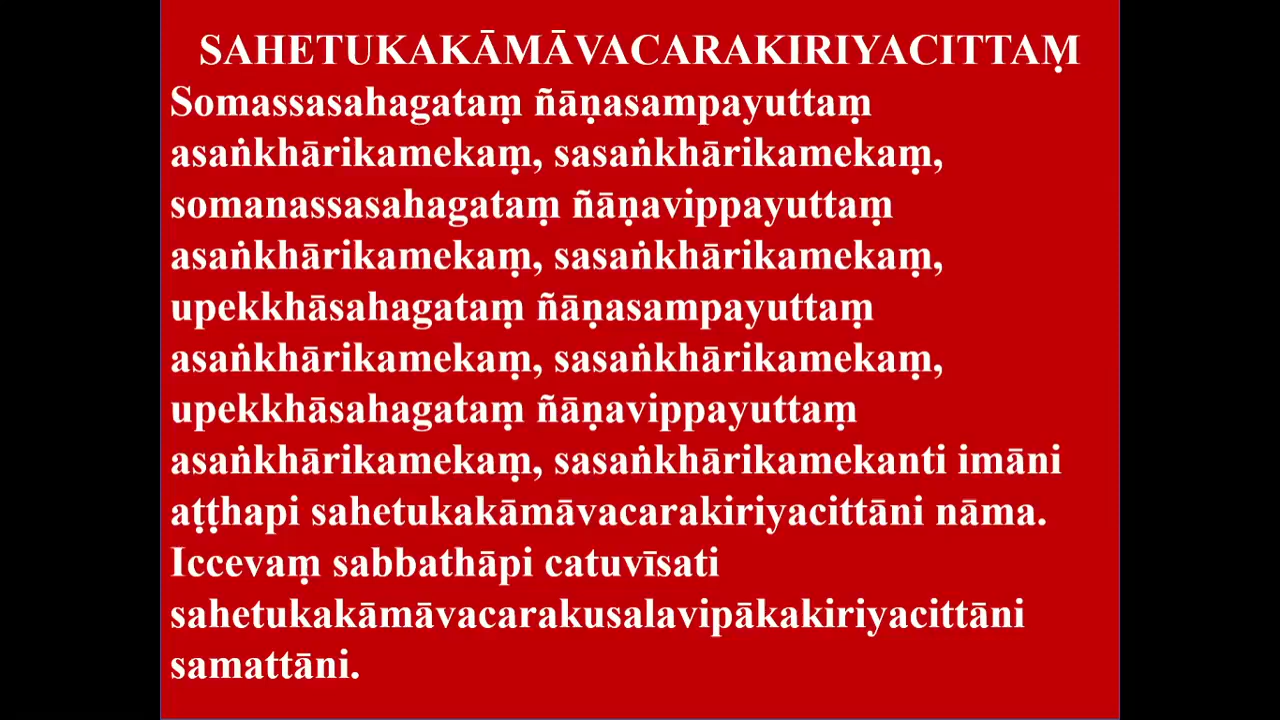 SAHETUKAKĀMĀVACARAKIRIYACITTAṂ
Somassasahagataṃ ñāṇasampayuttaṃ
asaṅkhārikamekaṃ, sasaṅkhārikamekaṃ,
somanassasahagataṃ ñāṇavippayuttaṃ
asaṅkhārikamekaṃ, sasaṅkhārikamekaṃ,
upekkhāsahagataṃ ñāṇasampayuttaṃ
asaṅkhārikamekaṃ, sasaṅkhārikamekaṃ,
upekkhāsahagataṃ ñāṇavippayuttaṃ
asaṅkhārikamekaṃ, sasaṅkhārikamekanti imāni
aṭṭhapi sahetukakāmāvacarakiriyacittāni nāma.
Iccevaṃ sabbathāpi catuvīsati
sahetukakāmāvacarakusalavipākakiriyacittāni
samattāni.